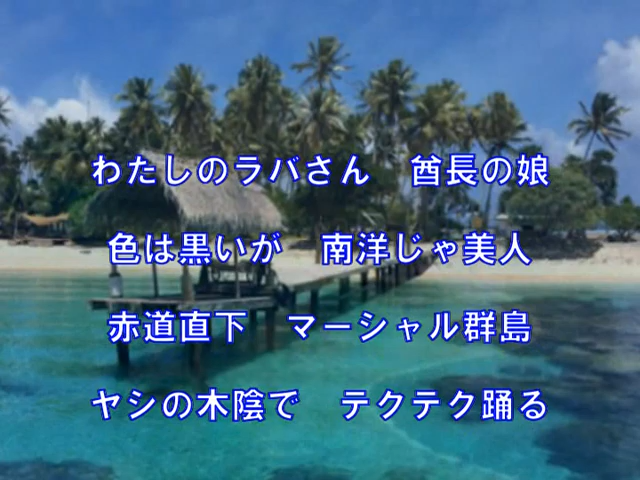 わたしのラバさん　酋長の娘
色は黒いが　南洋じゃ美人
赤道直下　マーシャル群島
ヤシの木陰で　テクテク踊る